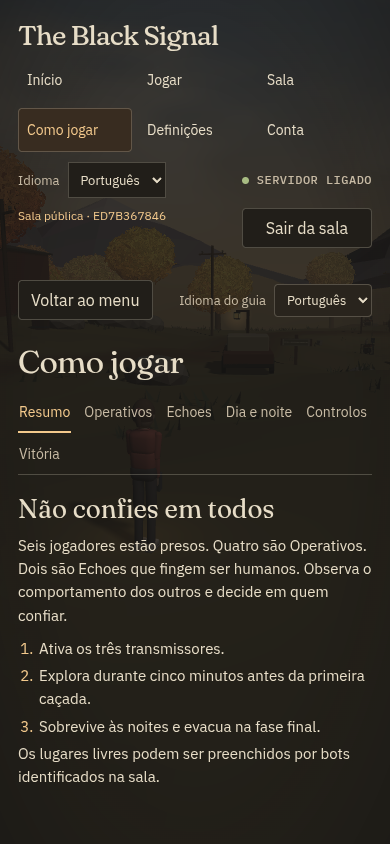 The Black Signal
Início Jogar Sala
Como jogar Definições Conta
Idioma Português SERVIDOR LIGADO
Sala pública · ED7B367846
Sair da sala
Voltar ao menu Idioma do guia Português
Como jogar
Resumo Operativos Echoes Dia e noite Controlos
Vitória
Não confies em todos
Seis jogadores estão presos. Quatro são Operativos.
Dois são Echoes que fingem ser humanos. Observa o
comportamento dos outros e decide em quem
confiar.
1. Ativa os três transmissores.
2. Explora durante cinco minutos antes da primeira
caçada.
3. Sobrevive às noites e evacua na fase final.
Os lugares livres podem ser preenchidos por bots
identificados na sala.